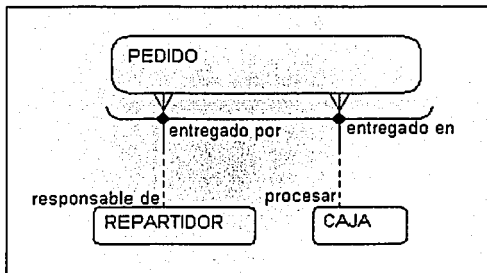 PEDIDO
entregado por
entregado en
responsable de
procesar
REPARTIDOR
CAJA